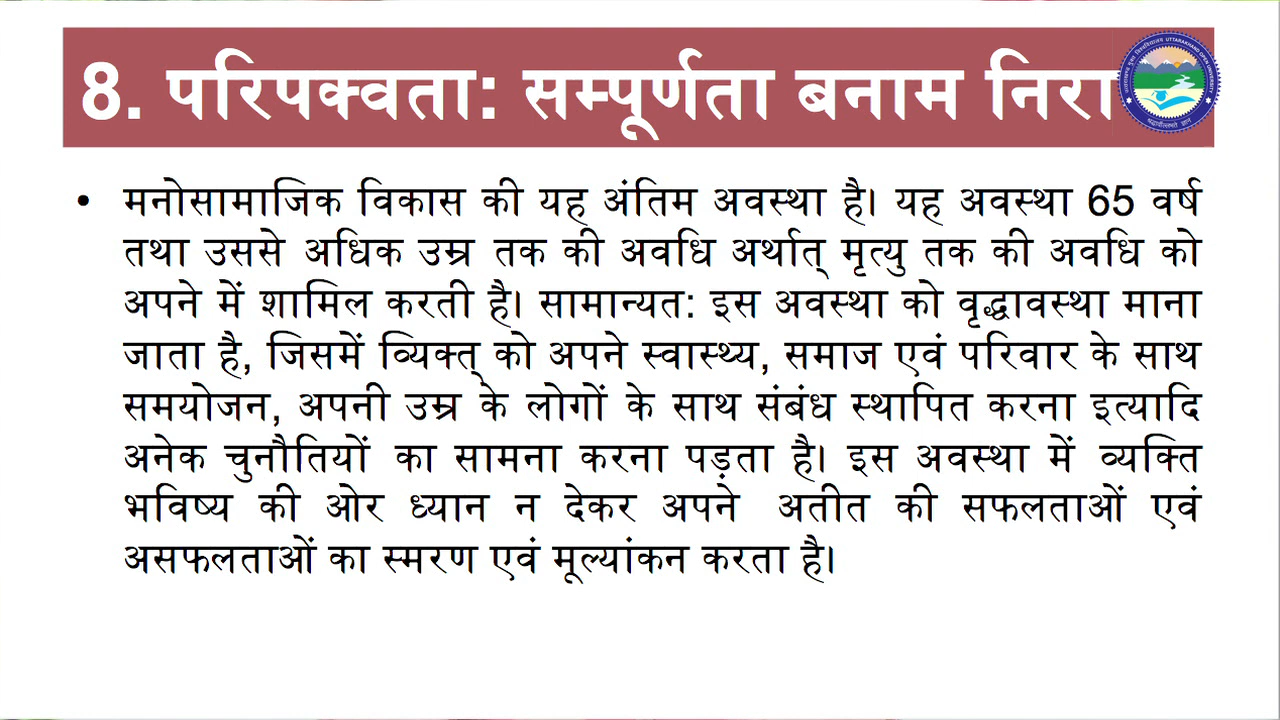 8. परिपक्वता: सम्पूर्णता बनाम निरा
UTTARAKHAND OPEN UNIVERSITY
• मनोसामाजिक विकास की यह अंतिम अवस्था है। यह अवस्था 65 वर्ष
तथा उससे अधिक उम्र तक की अवधि अर्थात् मृत्यु तक की अवधि को
अपने में शामिल करती है। सामान्यत: इस अवस्था को वृद्धावस्था माना
जाता है, जिसमें व्यिक्त् को अपने स्वास्थ्य, समाज एवं परिवार के साथ
समयोजन, अपनी उम्र के लोगों के साथ संबंध स्थापित करना इत्यादि
अनेक चुनौतियों का सामना करना पड़ता है। इस अवस्था में व्यक्ति
भविष्य की ओर ध्यान न देकर अपने अतीत की सफलताओं एवं
असफलताओं का स्मरण एवं मूल्यांकन करता है।